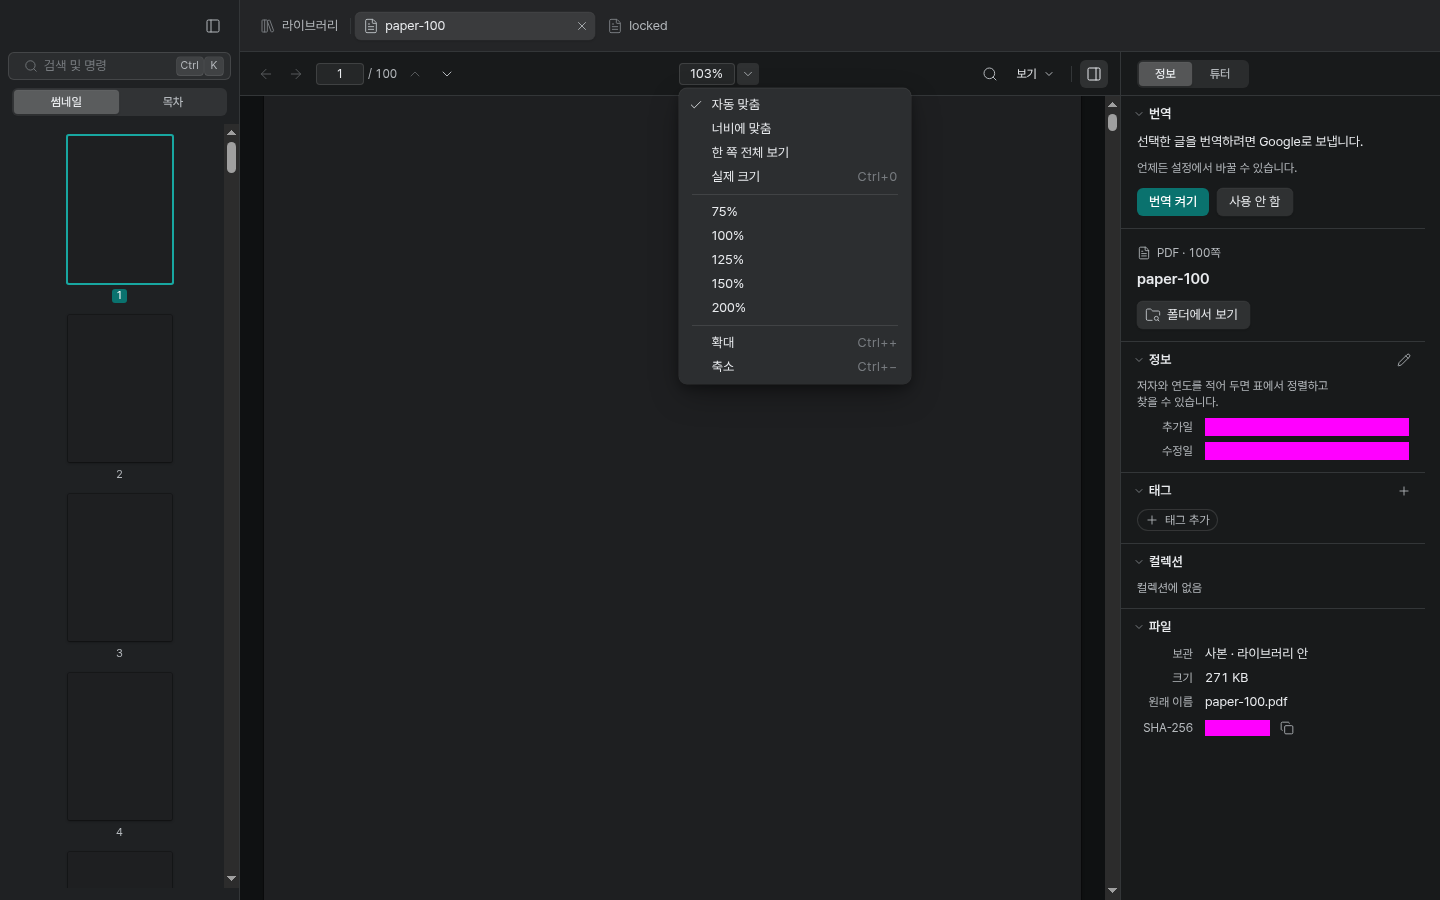 라이브러리
paper-100
locked
검색 및 명령
Ctrl
K
썸네일
목차
1
2
3
4
1
/ 100
103%
보기
자동 맞춤
너비에 맞춤
한 쪽 전체 보기
실제 크기
Ctrl+0
75%
100%
125%
150%
200%
확대
Ctrl++
축소
Ctrl+−
정보
튜터
번역
선택한 글을 번역하려면 Google로 보냅니다.
언제든 설정에서 바꿀 수 있습니다.
번역 켜기
사용 안 함
PDF · 100쪽
paper-100
폴더에서 보기
정보
저자와 연도를 적어 두면 표에서 정렬하고
찾을 수 있습니다.
추가일
수정일
태그
태그 추가
컬렉션
컬렉션에 없음
파일
보관
사본 · 라이브러리 안
크기
271 KB
원래 이름
paper-100.pdf
SHA-256